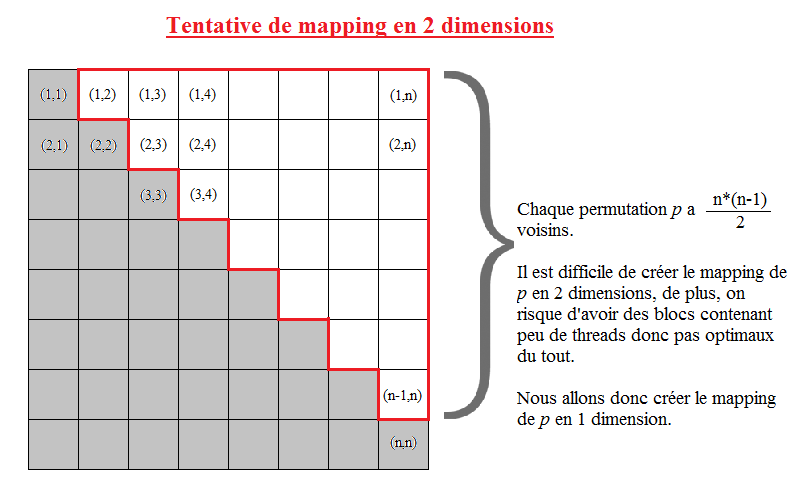 Tentative de mapping en 2 dimensions
(1,1) (1,2) (1,3) (1,4) (1,n)
(2,1) (2,2) (2,3) (2,4) (2,n)
(3,3) (3,4)
(n-1,n)
(n,n)
Chaque permutation p a n*(n-1)
2
voisins.
Il est difficile de créer le mapping de
p en 2 dimensions, de plus, on
risque d'avoir des blocs contenant
peu de threads donc pas optimaux
du tout.
Nous allons donc créer le mapping
de p en 1 dimension.